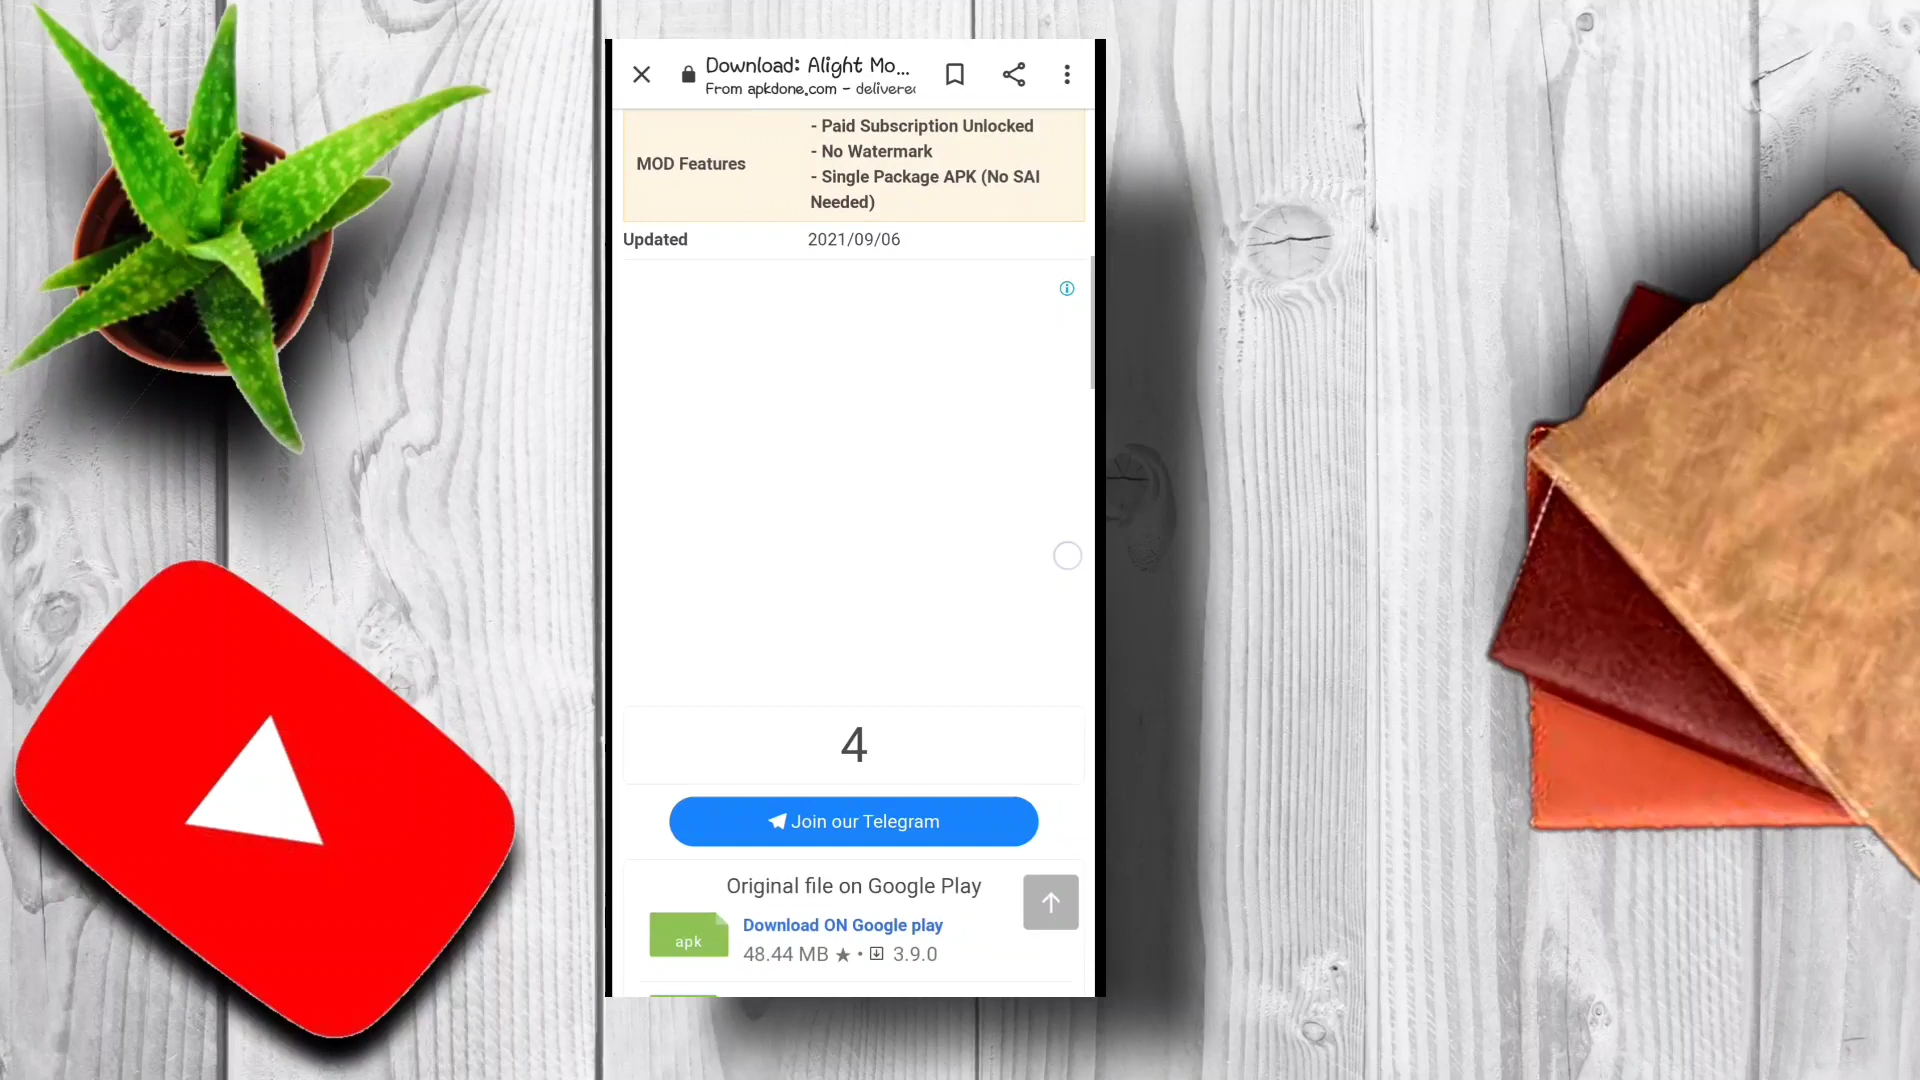 Download: Alight Mo...
From apkdone.com - delivered
MOD Features
- Paid Subscription Unlocked
- No Watermark
- Single Package APK (No SAI
Needed)
Updated 2021/09/06
4
Join our Telegram
Original file on Google Play
apk
Download ON Google play
48.44 MB ★ • 3.9.0